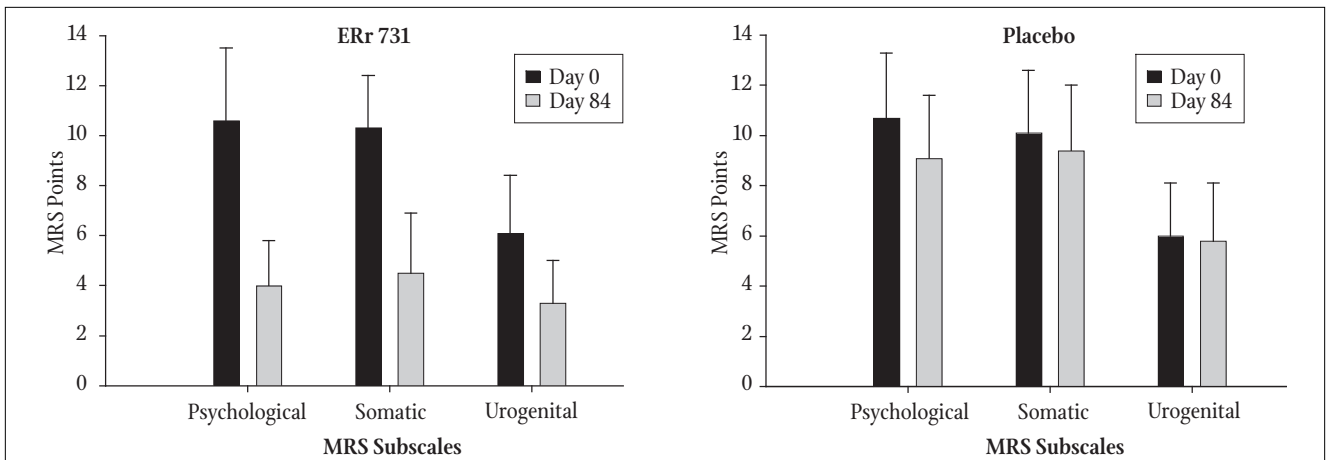 ERr 731
14
12
10
8
6
4
2
0
MRS Points
Day 0
Day 84
Psychological Somatic Urogenital
MRS Subscales
Placebo
14
12
10
8
6
4
2
0
MRS Points
Day 0
Day 84
Psychological Somatic Urogenital
MRS Subscales